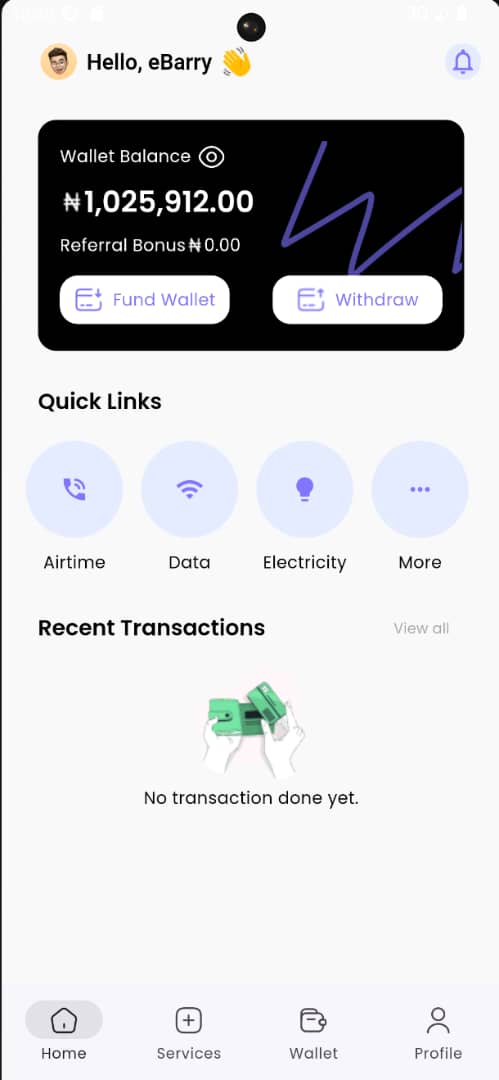 Hello, eBarry 👋
Wallet Balance
₦1,025,912.00
Referral Bonus ₦0.00
Fund Wallet
Withdraw
Quick Links
Airtime
Data
Electricity
More
Recent Transactions
View all
No transaction done yet.
Home
Services
Wallet
Profile